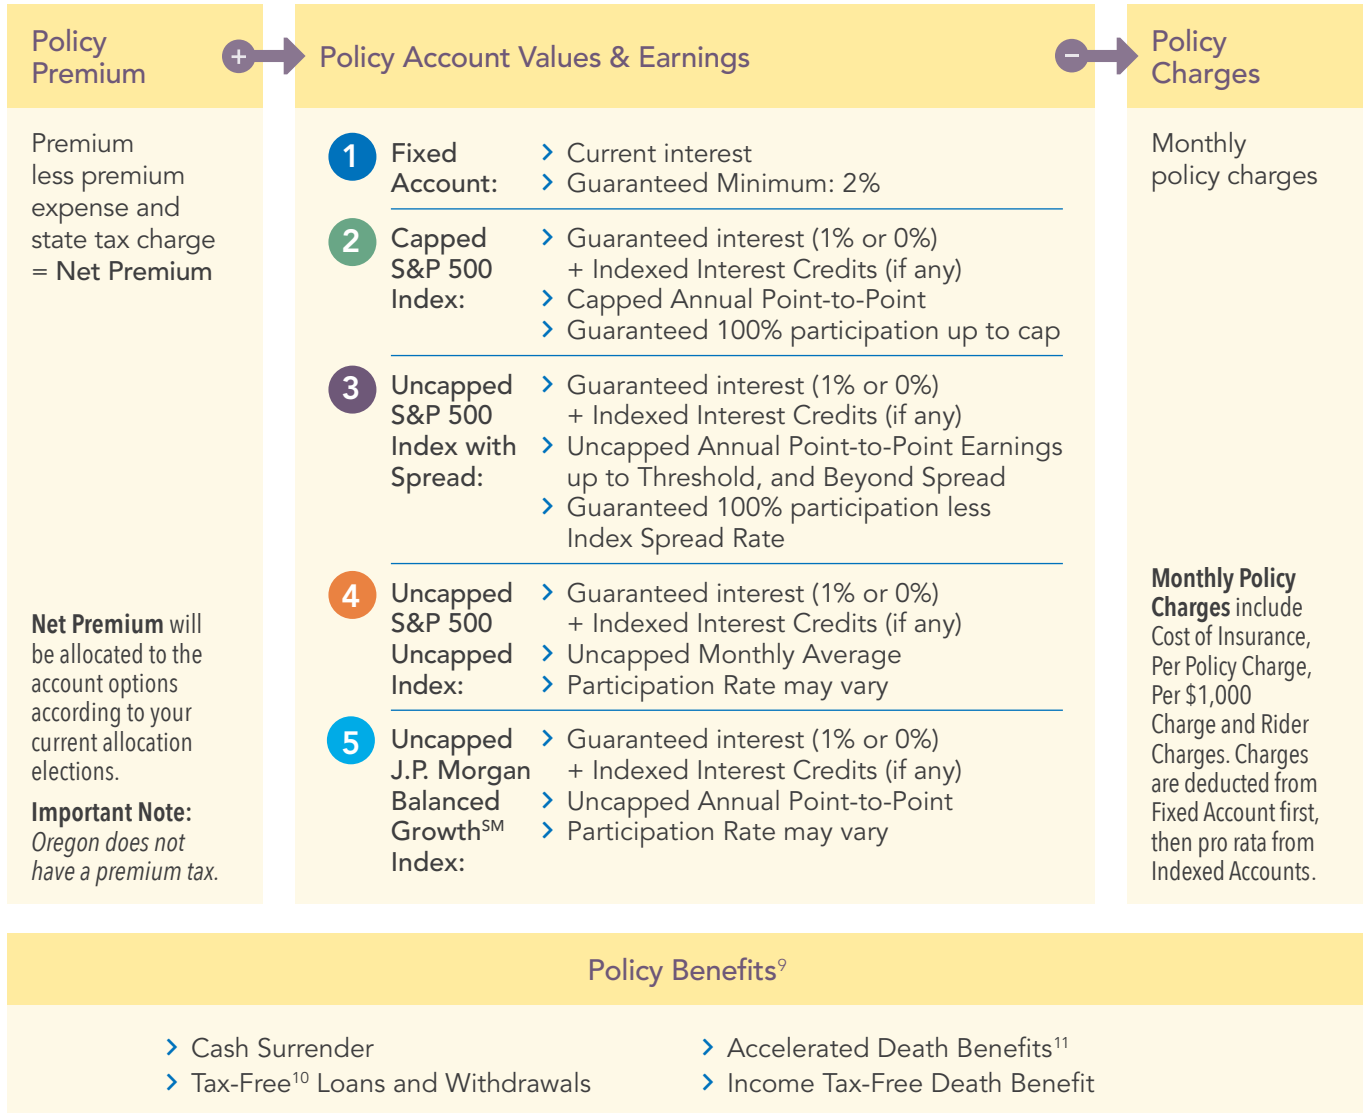 Policy
Premium
+
Policy Account Values & Earnings
−
Policy
Charges
Premium
less premium
expense and
state tax charge
= Net Premium
Net Premium will
be allocated to the
account options
according to your
current allocation
elections.
Important Note:
Oregon does not
have a premium tax.
1
Fixed
Account:
Current interest
Guaranteed Minimum: 2%
2
Capped
S&P 500
Index:
Guaranteed interest (1% or 0%)
+ Indexed Interest Credits (if any)
Capped Annual Point-to-Point
Guaranteed 100% participation up to cap
3
Uncapped
S&P 500
Index with
Spread:
Guaranteed interest (1% or 0%)
+ Indexed Interest Credits (if any)
Uncapped Annual Point-to-Point Earnings
up to Threshold, and Beyond Spread
Guaranteed 100% participation less
Index Spread Rate
4
Uncapped
S&P 500
Uncapped
Index:
Guaranteed interest (1% or 0%)
+ Indexed Interest Credits (if any)
Uncapped Monthly Average
Participation Rate may vary
5
Uncapped
J.P. Morgan
Balanced
Growth℠
Index:
Guaranteed interest (1% or 0%)
+ Indexed Interest Credits (if any)
Uncapped Annual Point-to-Point
Participation Rate may vary
Monthly
policy charges
Monthly Policy
Charges include
Cost of Insurance,
Per Policy Charge,
Per $1,000
Charge and Rider
Charges. Charges
are deducted from
Fixed Account first,
then pro rata from
Indexed Accounts.
Policy Benefits⁹
Cash Surrender
Tax-Free¹⁰ Loans and Withdrawals
Accelerated Death Benefits¹¹
Income Tax-Free Death Benefit